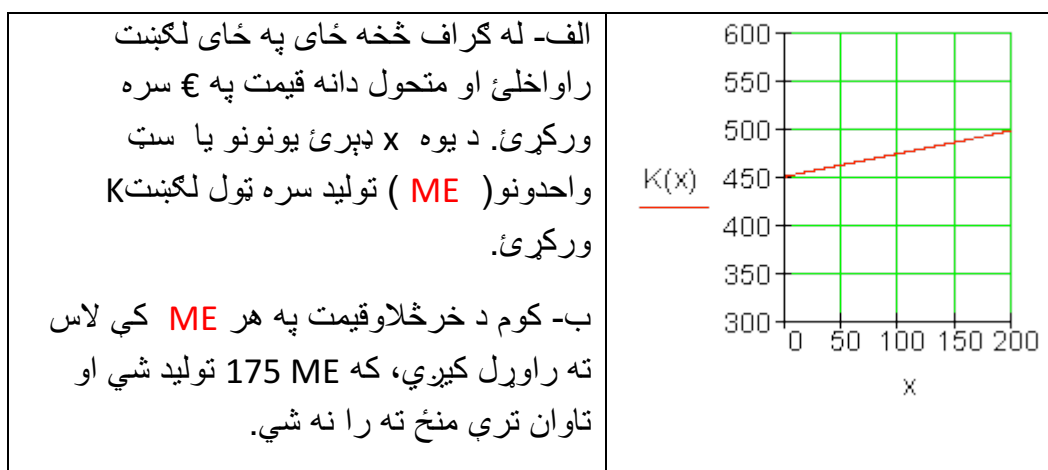 الف- له ګراف څخه ځای په ځای لګښت
راواخلئ او متحول دانه قیمت په € سره
ورکړئ. د یوه x ډېرئ یونونو یا سټ
واحدونو( ME ) تولید سره ټول لګښتK
ورکړئ.
ب- کوم د خرڅلاوقیمت په هر ME کې لاس
ته راوړل کیږي، که 175 ME تولید شي او
تاوان ترې منځ ته را نه شي.
600
550
500
K(x) 450
400
350
300
0 50 100 150 200
x